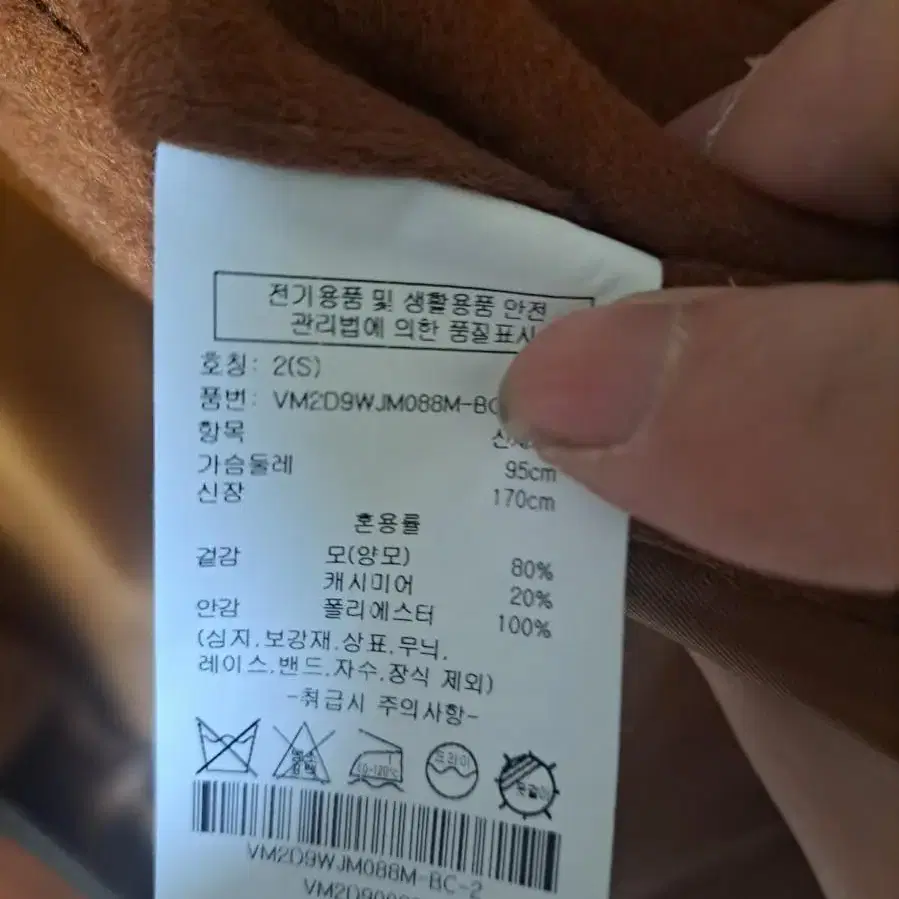 전기용품 및 생활용품 안전
관리법에 의한 품질표시
호칭: 2(S)
품번: VM2D9WJM088M-BC
항목
가슴둘레 95cm
신장 170cm
혼용률
겉감 모(양모) 80%
캐시미어 20%
안감 폴리에스터 100%
(심지.보강재.상표.무늬.
레이스.밴드.자수.장식 제외)
-취급시 주의사항-
드라이 옷걸이
VM2D9WJM088M-BC-2